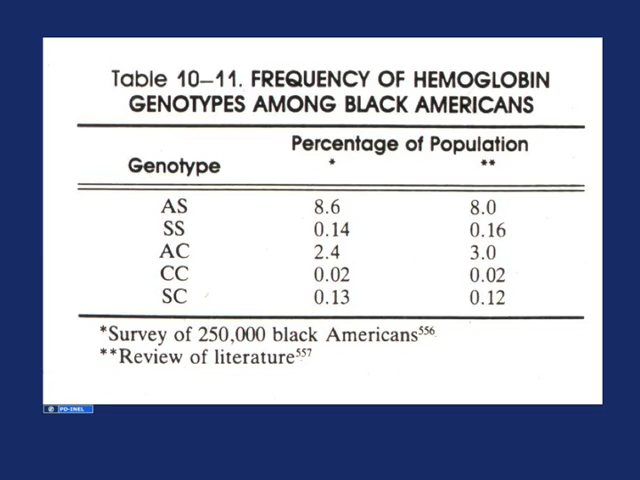 Table 10–11. FREQUENCY OF HEMOGLOBIN
GENOTYPES AMONG BLACK AMERICANS
Percentage of Population
Genotype * **
AS 8.6 8.0
SS 0.14 0.16
AC 2.4 3.0
CC 0.02 0.02
SC 0.13 0.12
*Survey of 250,000 black Americans⁵⁵⁶
**Review of literature⁵⁵⁷
PD-INEL